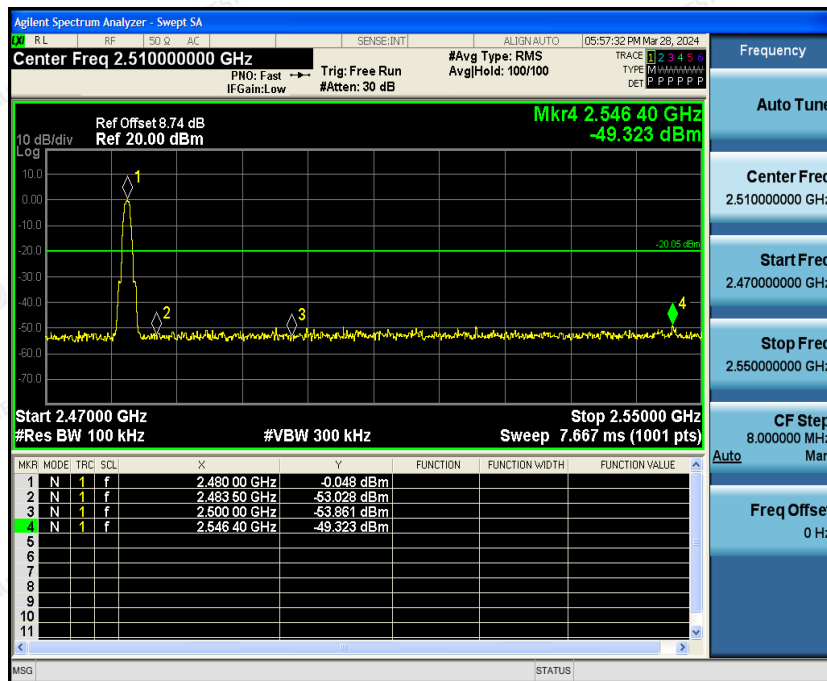 Agilent Spectrum Analyzer - Swept SA
LXI RL RF 50 Ω AC SENSE:INT ALIGN AUTO 05:57:32 PM Mar 28, 2024
Center Freq 2.510000000 GHz
PNO: Fast
IFGain:Low
Trig: Free Run
#Atten: 30 dB
#Avg Type: RMS
Avg|Hold: 100/100
TRACE 1 2 3 4 5 6
TYPE M WWWWW
DET P P P P P P
Mkr4 2.546 40 GHz
-49.323 dBm
Ref Offset 8.74 dB
10 dB/div Ref 20.00 dBm
Log
10.0
0.00
-10.0
-20.0
-30.0
-40.0
-50.0
-60.0
-70.0
1
2
3
4
-20.05 dBm
Start 2.47000 GHz Stop 2.55000 GHz
#Res BW 100 kHz #VBW 300 kHz Sweep 7.667 ms (1001 pts)
MKR MODE TRC SCL X Y FUNCTION FUNCTION WIDTH FUNCTION VALUE
1 N 1 f 2.480 00 GHz -0.048 dBm
2 N 1 f 2.483 50 GHz -53.028 dBm
3 N 1 f 2.500 00 GHz -53.861 dBm
4 N 1 f 2.546 40 GHz -49.323 dBm
5
6
7
8
9
10
11
MSG STATUS
Frequency
Auto Tune
Center Freq
2.510000000 GHz
Start Freq
2.470000000 GHz
Stop Freq
2.550000000 GHz
CF Step
8.000000 MHz
Auto Man
Freq Offset
0 Hz